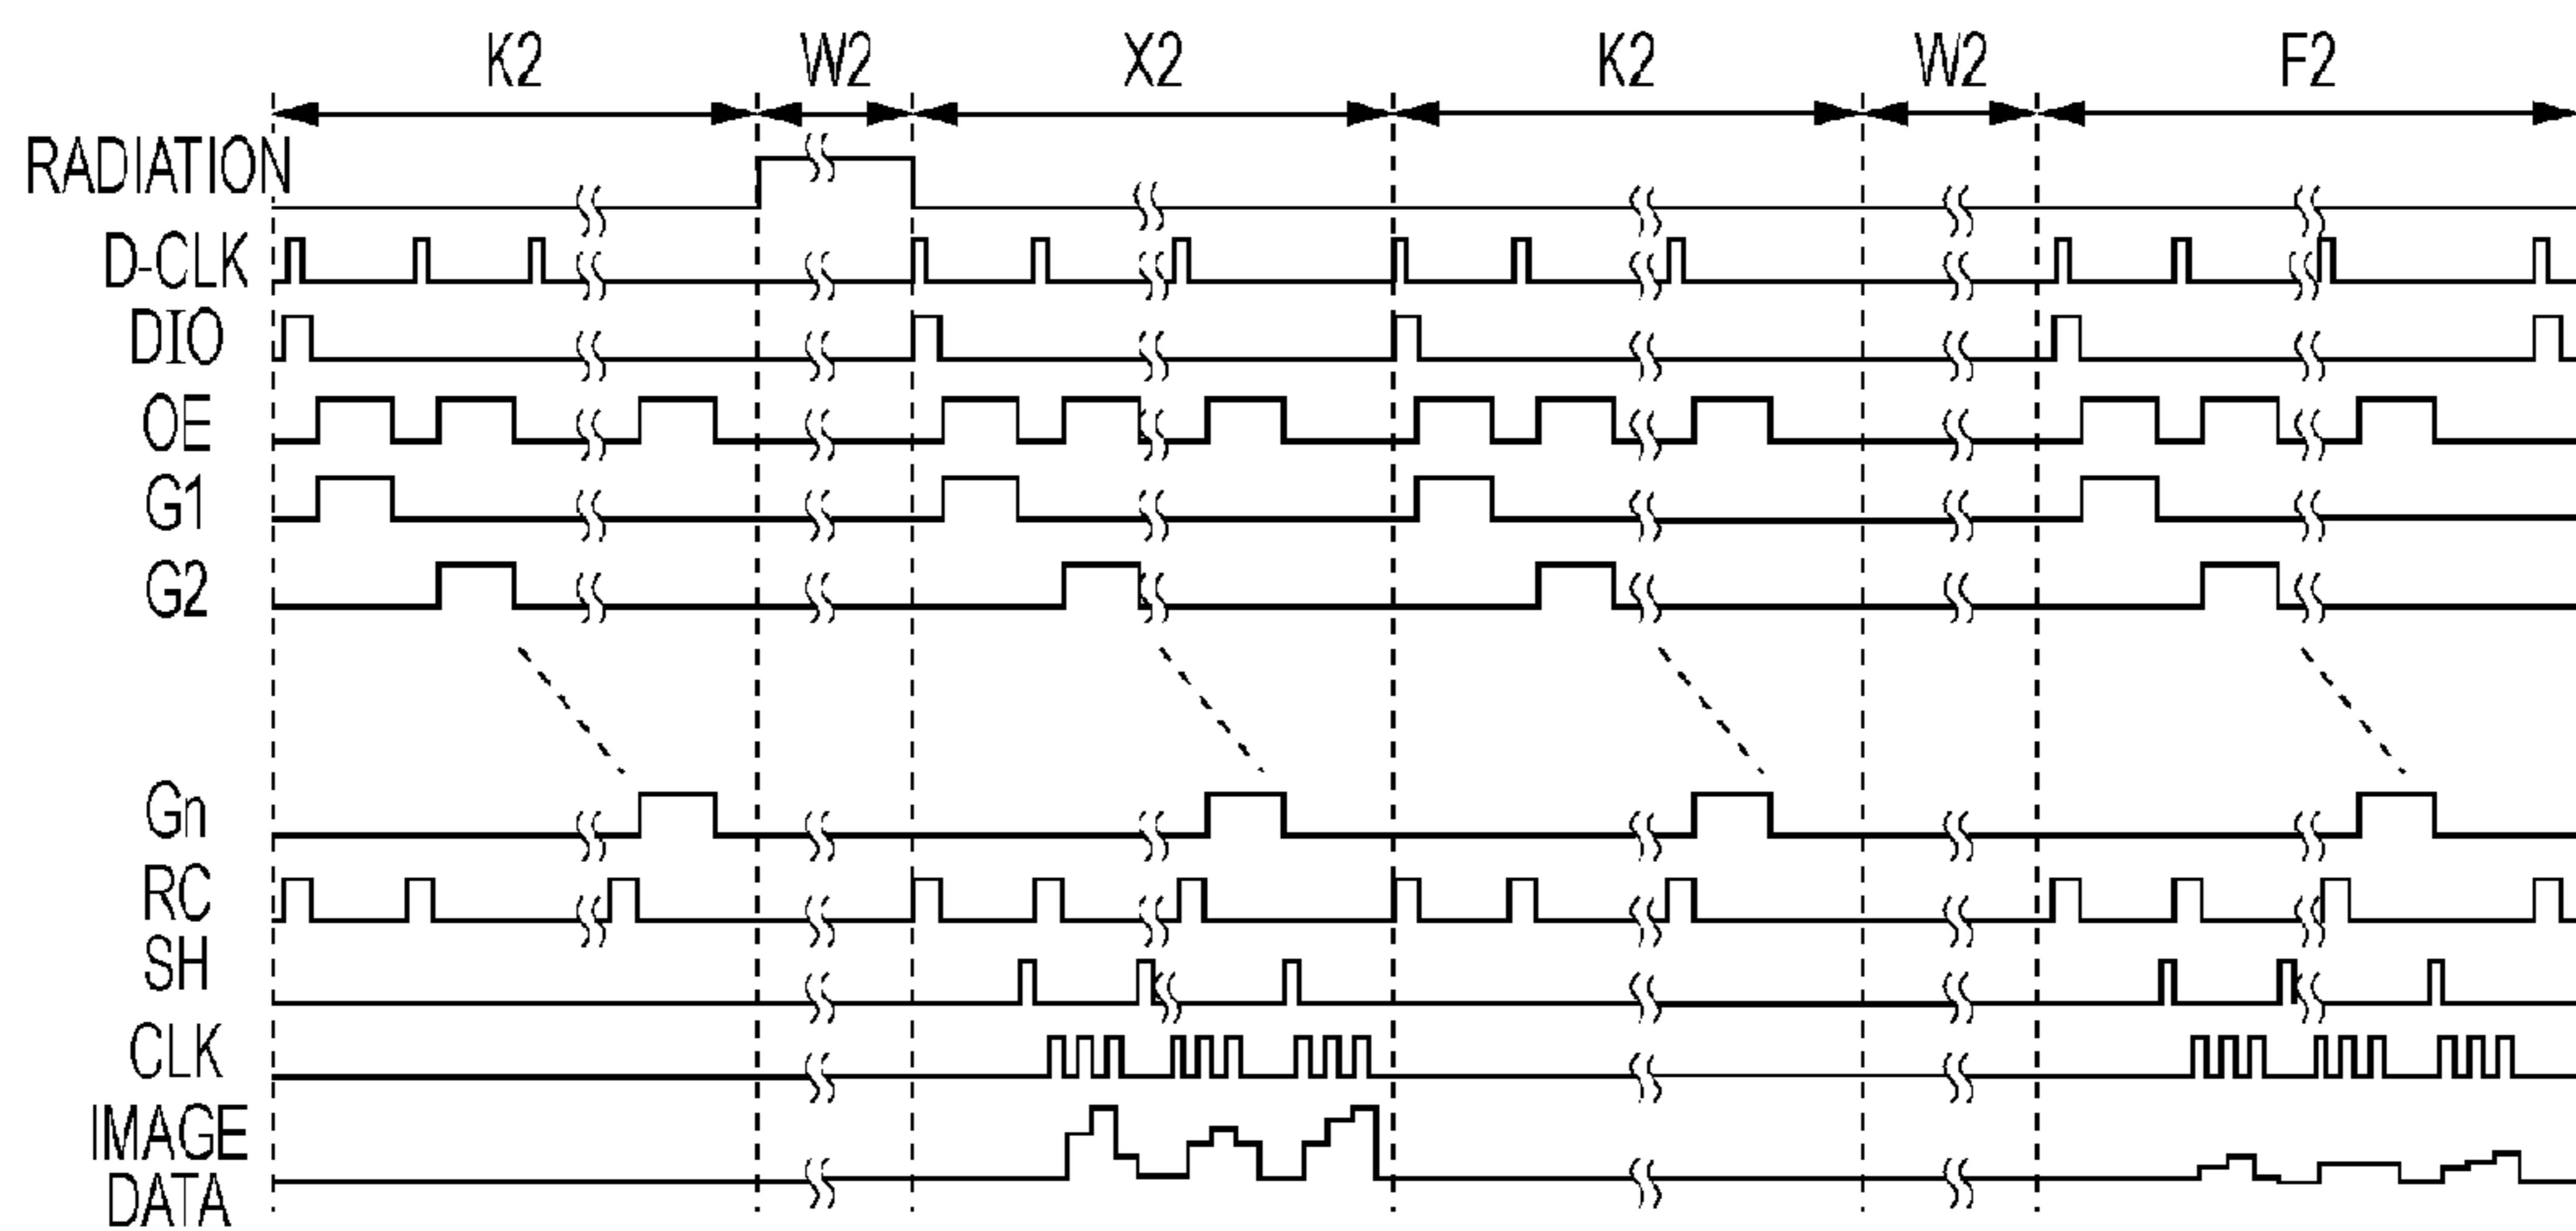 K2 W2 X2 K2 W2 F2
RADIATION
D-CLK
DIO
OE
G1
G2
Gn
RC
SH
CLK
IMAGE
DATA